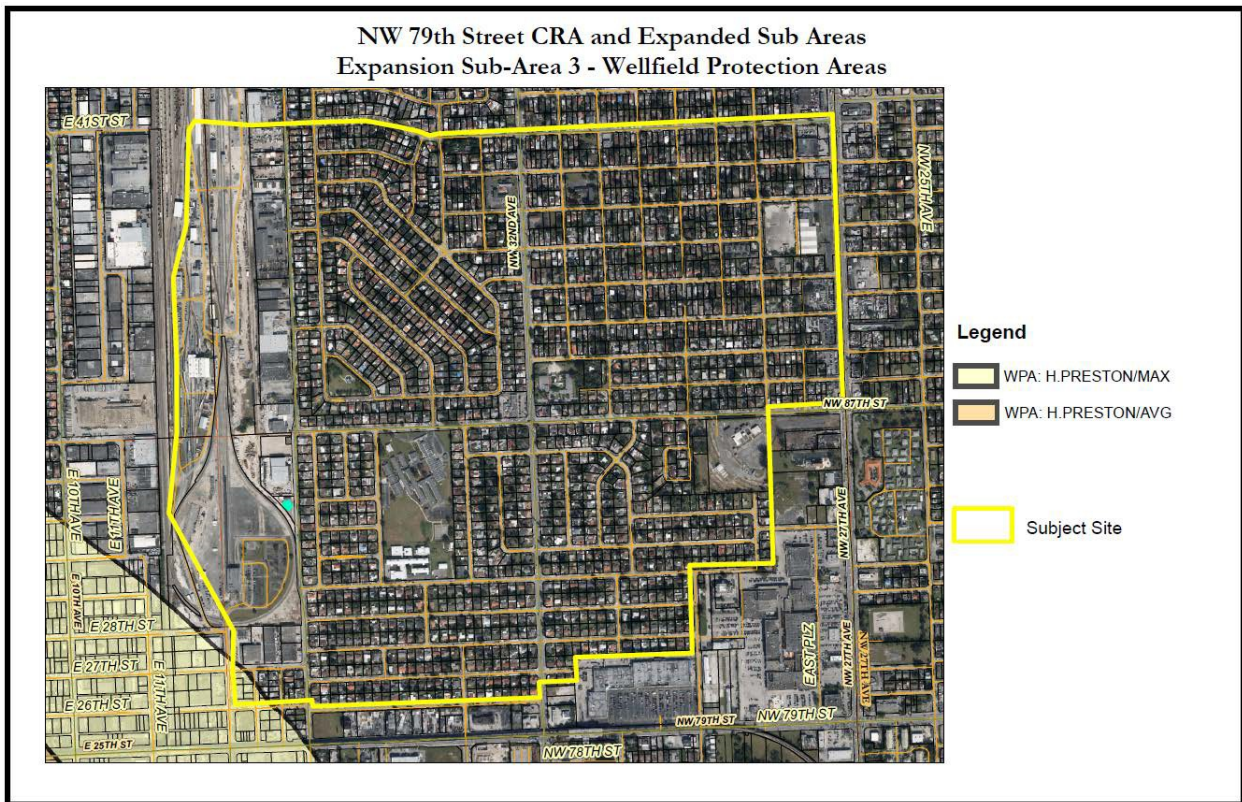 NW 79th Street CRA and Expanded Sub Areas
Expansion Sub-Area 3 - Wellfield Protection Areas
E 41ST ST
NW 25TH AVE
NW 32ND AVE
Legend
WPA: H.PRESTON/MAX
WPA: H.PRESTON/AVG
NW 87TH ST
E 10TH AVE
E 11TH AVE
NW 27TH AVE
Subject Site
E 10TH AVE
E 28TH ST
E 27TH ST
E 11TH AVE
EAST PLZ
NW 27TH AVE
NW 27TH AVE
E 26TH ST
NW 79TH ST
NW 79TH ST
E 25TH ST
NW 78TH ST